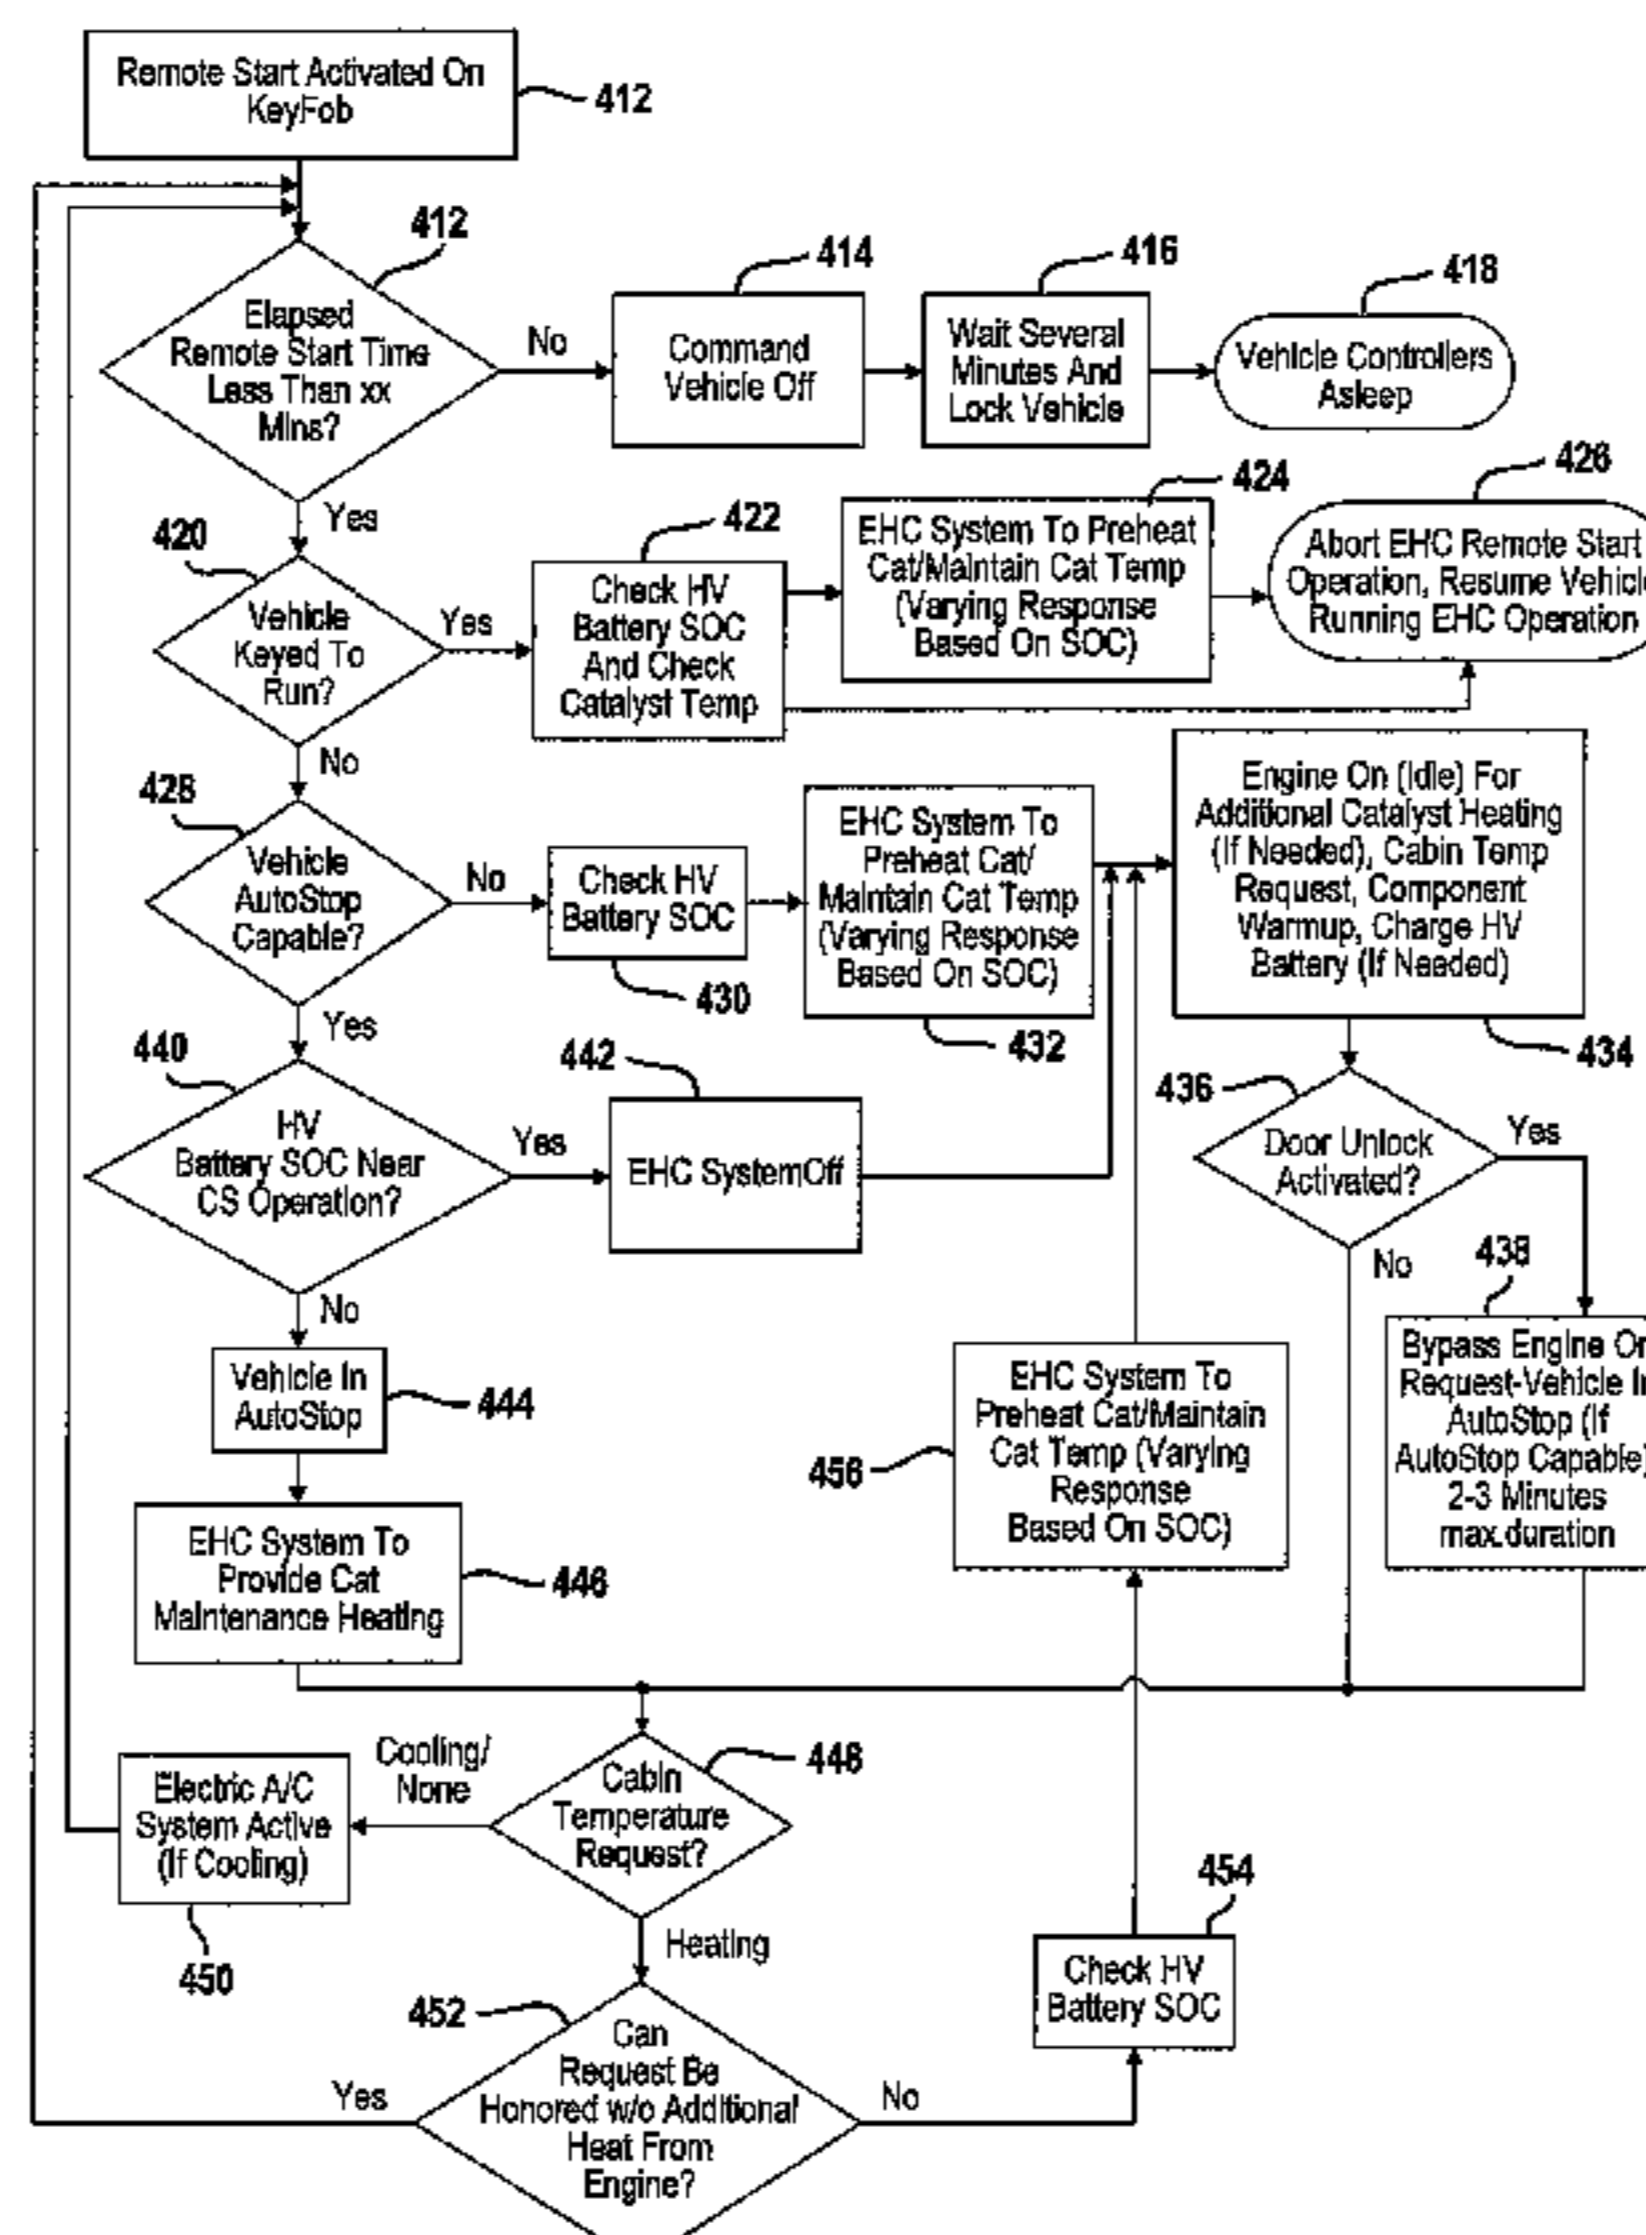 Remote Start Activated On
KeyFob
412
412
Elapsed
Remote Start Time
Less Than xx
Mins?
No
414
Command
Vehicle Off
416
Wait Several
Minutes And
Lock Vehicle
418
Vehicle Controllers
Asleep
Yes
420
Vehicle
Keyed To
Run?
Yes
422
Check HV
Battery SOC
And Check
Catalyst Temp
424
EHC System To Preheat
Cat/Maintain Cat Temp
(Varying Response
Based On SOC)
426
Abort EHC Remote Start
Operation, Resume
Running EHC Operation
No
428
Vehicle
AutoStop
Capable?
No
Check HV
Battery SOC
430
EHC System To
Preheat Cat/
Maintain Cat Temp
(Varying Response
Based On SOC)
432
Engine On (Idle) For
Additional Catalyst Heating
(If Needed), Cabin Temp
Request, Component
Warmup, Charge HV
Battery (If Needed)
434
Yes
440
HV
Battery SOC Near
CS Operation?
Yes
442
EHC SystemOff
436
Door Unlock
Activated?
Yes
No
438
Bypass Engine
Request-Vehicle
AutoStop (If
AutoStop Capable)
2-3 Minutes
max.duration
No
Vehicle In
AutoStop
444
EHC System To
Provide Cat
Maintenance Heating
446
456
EHC System To
Preheat Cat/Maintain
Cat Temp (Varying
Response
Based On SOC)
Cooling/
None
448
Cabin
Temperature
Request?
Electric A/C
System Active
(If Cooling)
450
Heating
454
Check HV
Battery SOC
452
Can
Request Be
Honored w/o Additional
Heat From
Engine?
Yes
No